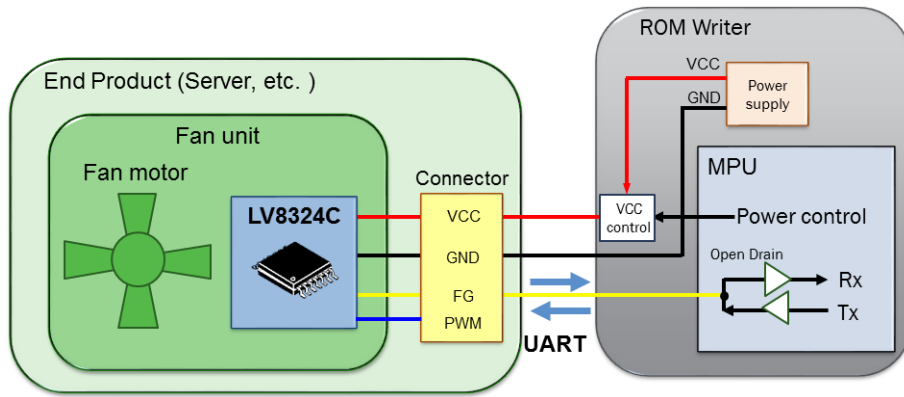 End Product (Server, etc. )
Fan unit
Fan motor
LV8324C
Connector
VCC
GND
FG
PWM
UART
ROM Writer
VCC
GND
Power
supply
MPU
VCC
control
Power control
Open Drain
Rx
Tx